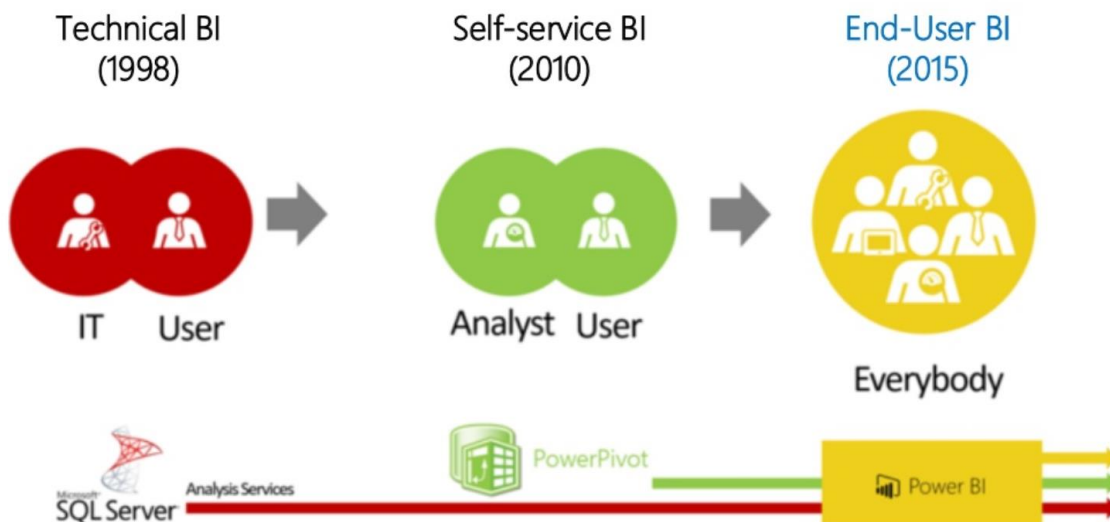 Technical BI
(1998)
Self-service BI
(2010)
End-User BI
(2015)
IT
User
Analyst
User
Everybody
Microsoft®
SQL Server
Analysis Services
PowerPivot
Power BI